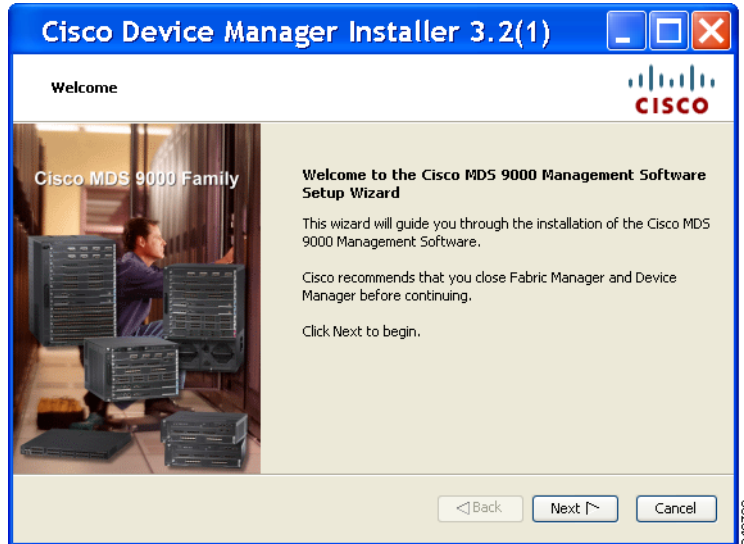 Cisco Device Manager Installer 3.2(1)
Welcome
CISCO
Cisco MDS 9000 Family
Welcome to the Cisco MDS 9000 Management Software
Setup Wizard
This wizard will guide you through the installation of the Cisco MDS
9000 Management Software.
Cisco recommends that you close Fabric Manager and Device
Manager before continuing.
Click Next to begin.
Back
Next
Cancel